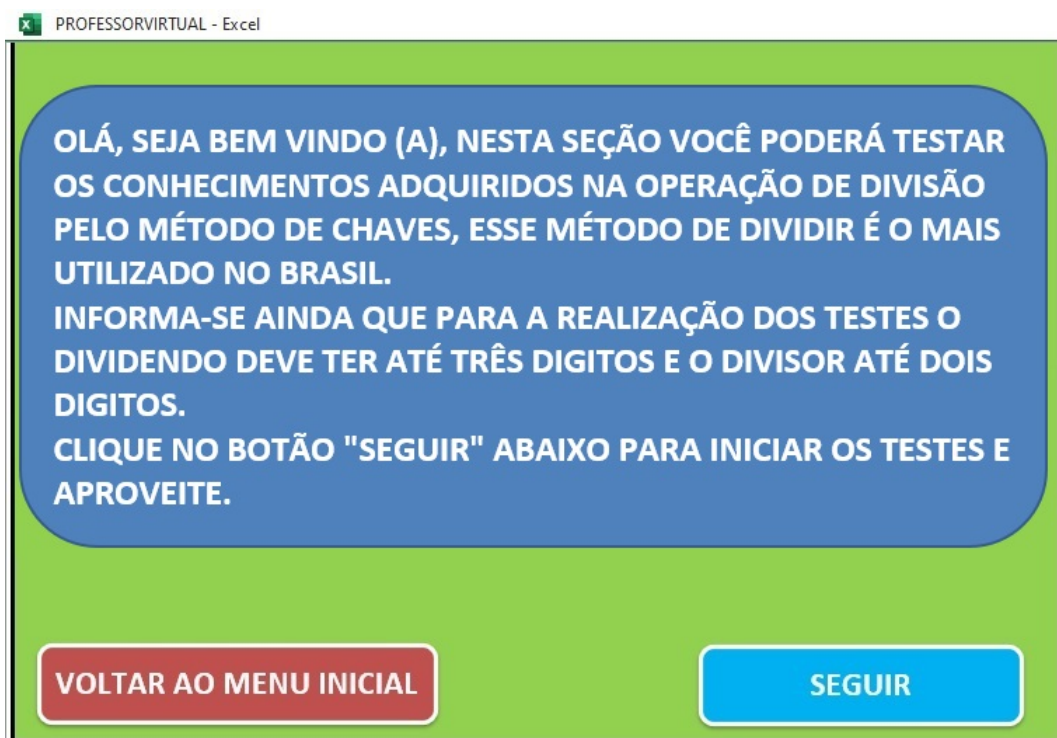 PROFESSORVIRTUAL - Excel
OLÁ, SEJA BEM VINDO (A), NESTA SEÇÃO VOCÊ PODERÁ TESTAR
OS CONHECIMENTOS ADQUIRIDOS NA OPERAÇÃO DE DIVISÃO
PELO MÉTODO DE CHAVES, ESSE MÉTODO DE DIVIDIR É O MAIS
UTILIZADO NO BRASIL.
INFORMA-SE AINDA QUE PARA A REALIZAÇÃO DOS TESTES O
DIVIDENDO DEVE TER ATÉ TRÊS DIGITOS E O DIVISOR ATÉ DOIS
DIGITOS.
CLIQUE NO BOTÃO "SEGUIR" ABAIXO PARA INICIAR OS TESTES E
APROVEITE.
VOLTAR AO MENU INICIAL
SEGUIR